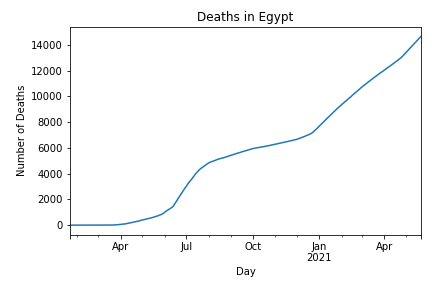 Deaths in Egypt
14000
12000
10000
8000
6000
4000
2000
0
Number of Deaths
Apr
Jul
Oct
Jan
2021
Apr
Day